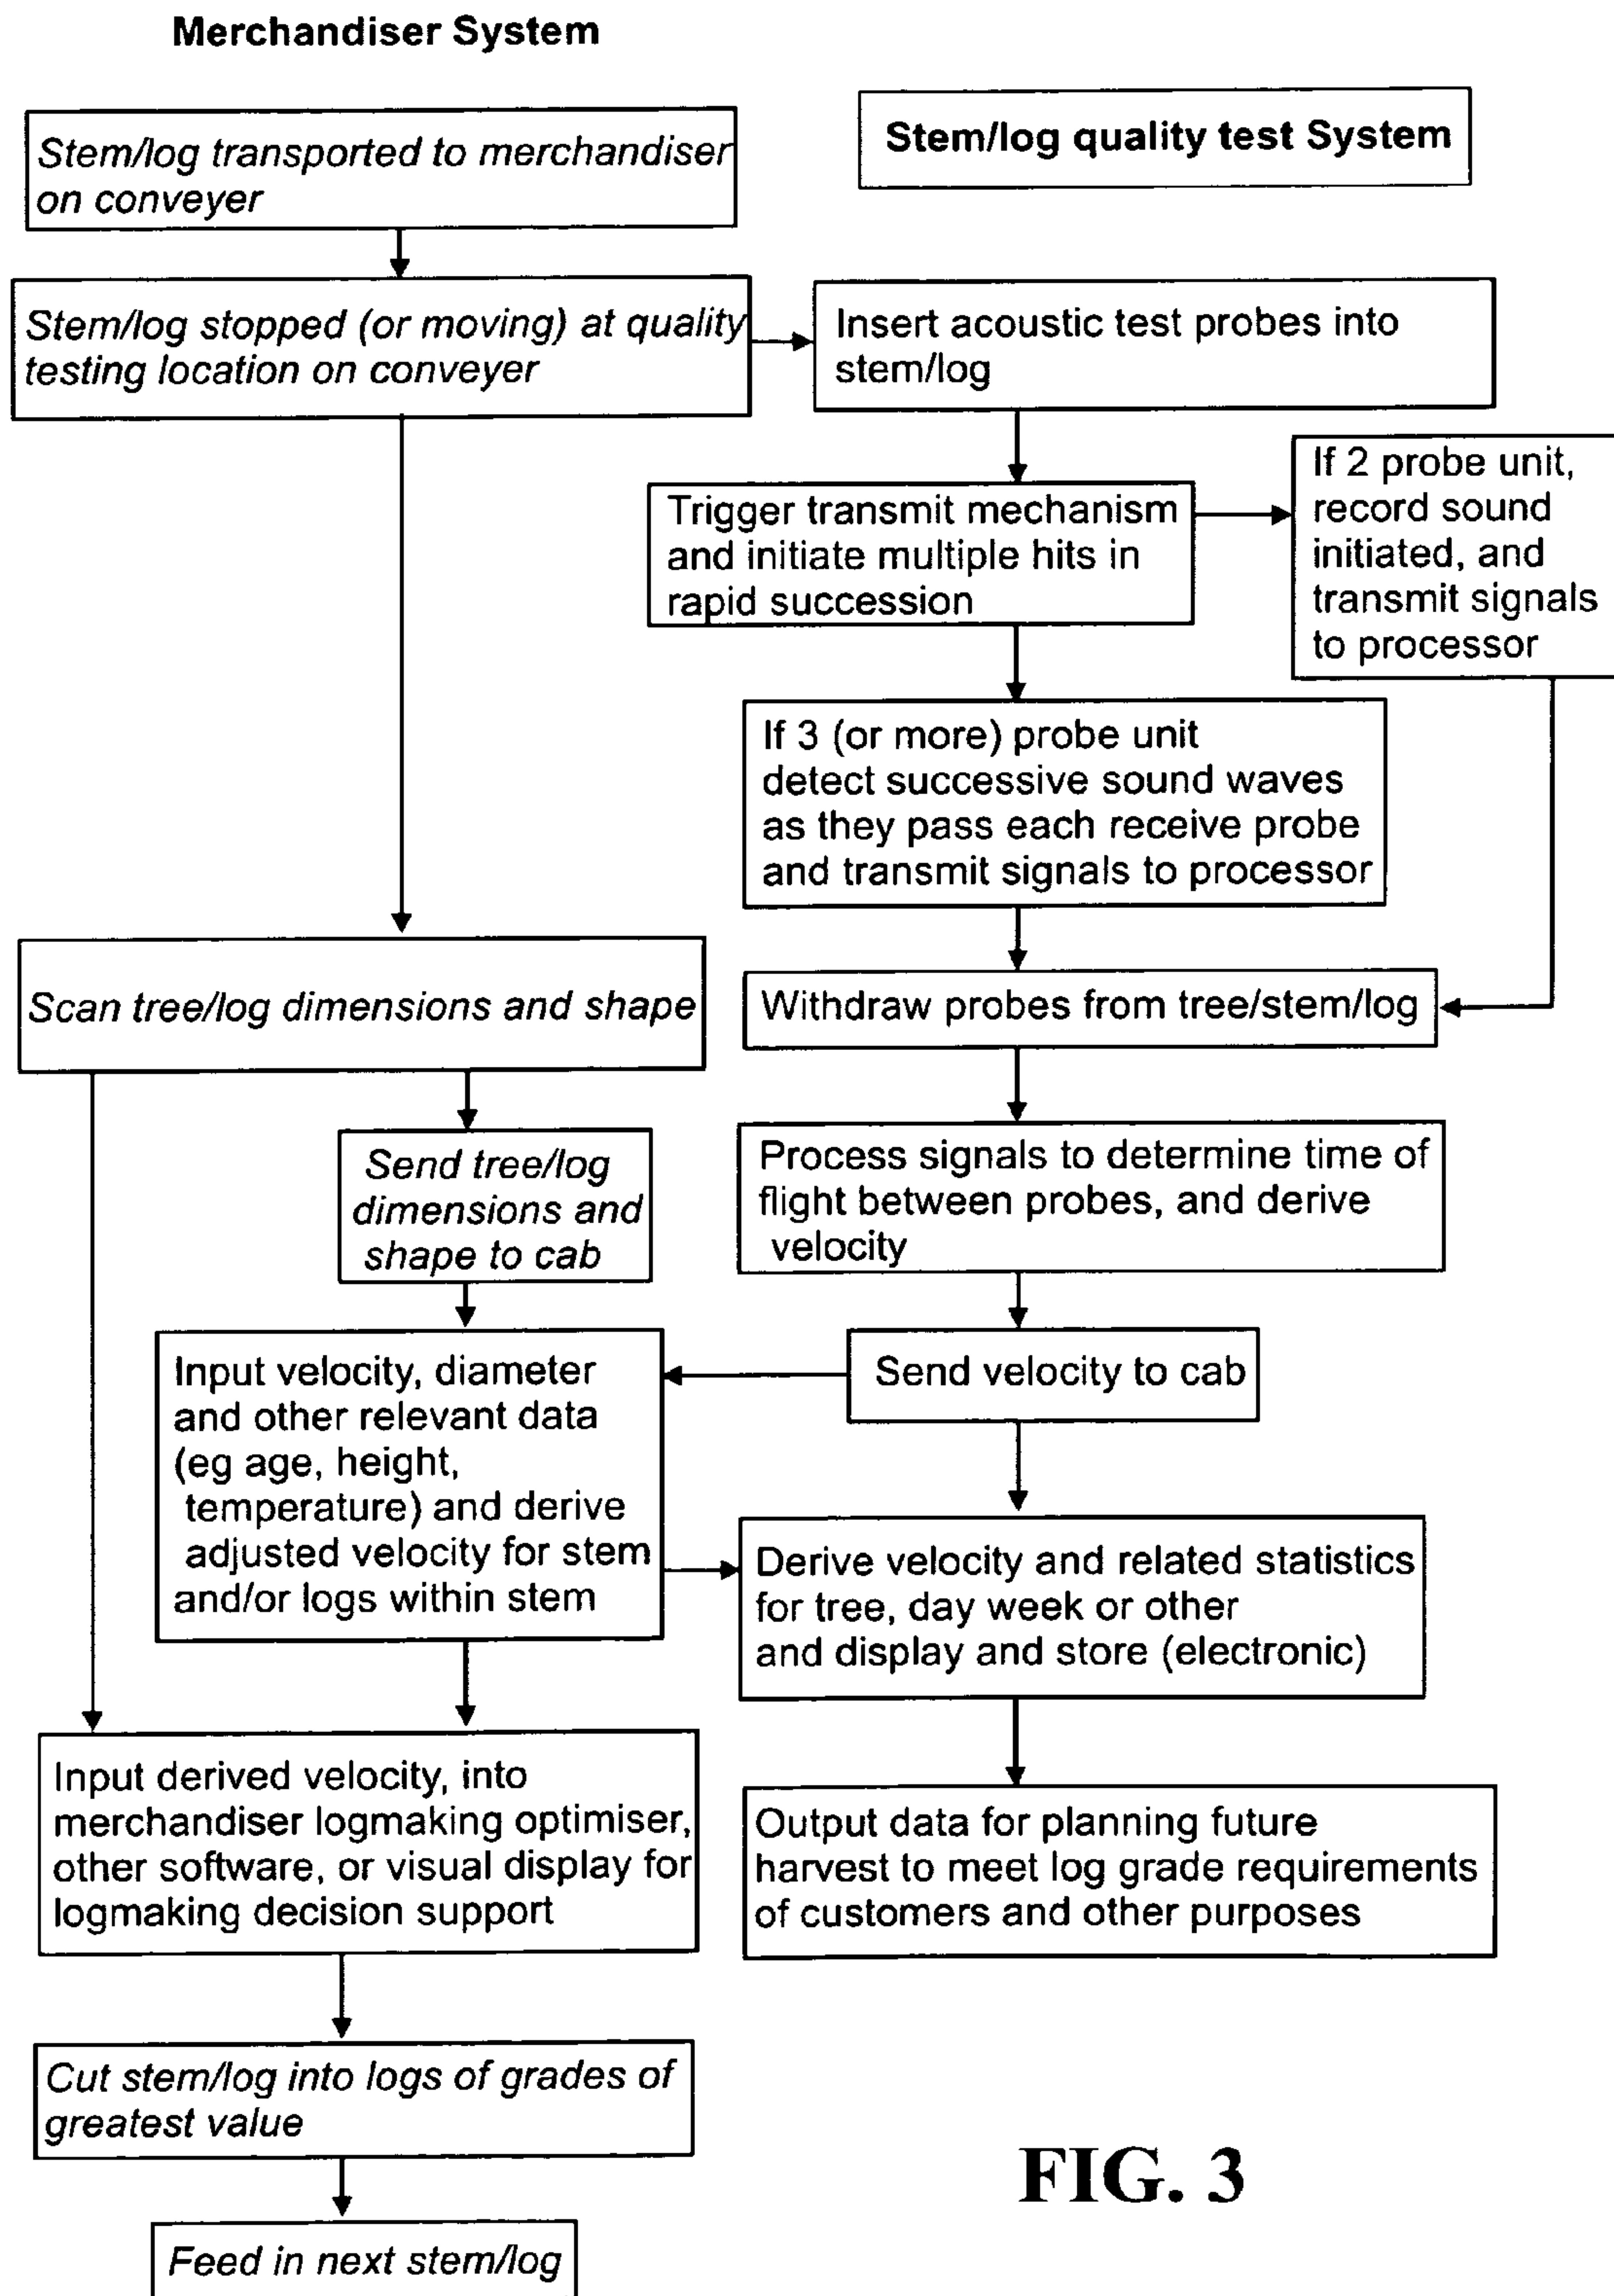 Merchandiser System
Stem/log quality test System
Stem/log transported to merchandiser
on conveyer
Stem/log stopped (or moving) at quality
testing location on conveyer
Insert acoustic test probes into
stem/log
Trigger transmit mechanism
and initiate multiple hits in
rapid succession
If 2 probe unit,
record sound
initiated, and
transmit signals
to processor
If 3 (or more) probe unit
detect successive sound waves
as they pass each receive probe
and transmit signals to processor
Scan tree/log dimensions and shape
Withdraw probes from tree/stem/log
Send tree/log
dimensions and
shape to cab
Process signals to determine time of
flight between probes, and derive
velocity
Input velocity, diameter
and other relevant data
(eg age, height,
temperature) and derive
adjusted velocity for stem
and/or logs within stem
Send velocity to cab
Derive velocity and related statistics
for tree, day week or other
and display and store (electronic)
Input derived velocity, into
merchandiser logmaking optimiser,
other software, or visual display for
logmaking decision support
Output data for planning future
harvest to meet log grade requirements
of customers and other purposes
Cut stem/log into logs of grades of
greatest value
Feed in next stem/log
FIG. 3